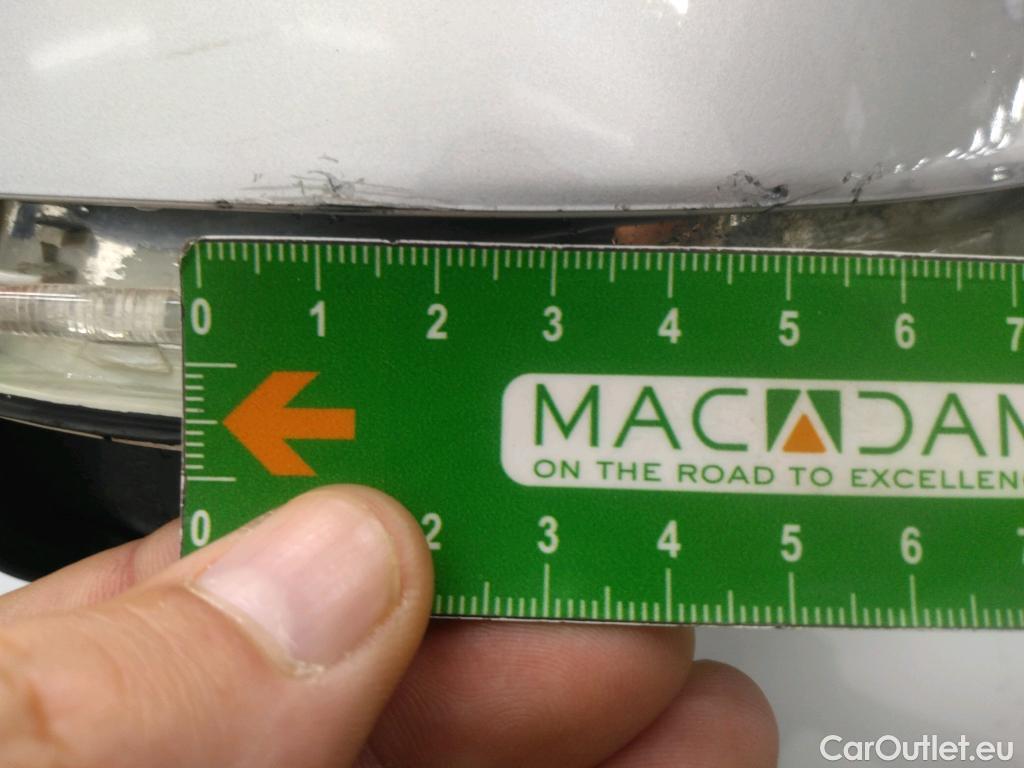 0 1 2 3 4 5 6 7
MACADAM
ON THE ROAD TO
0 2 3 4 5 6
CarOutlet.eu